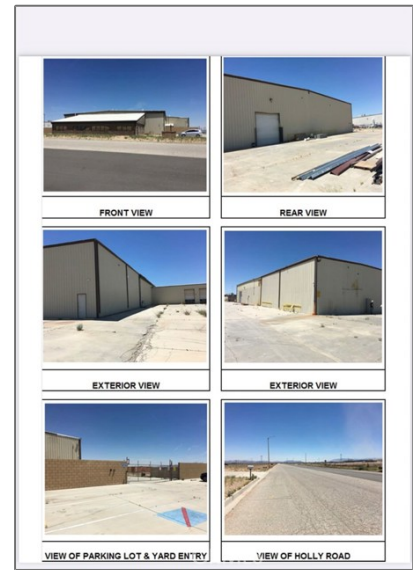 FRONT VIEW
REAR VIEW
EXTERIOR VIEW
EXTERIOR VIEW
VIEW OF PARKING LOT & YARD ENTRY
VIEW OF HOLLY ROAD